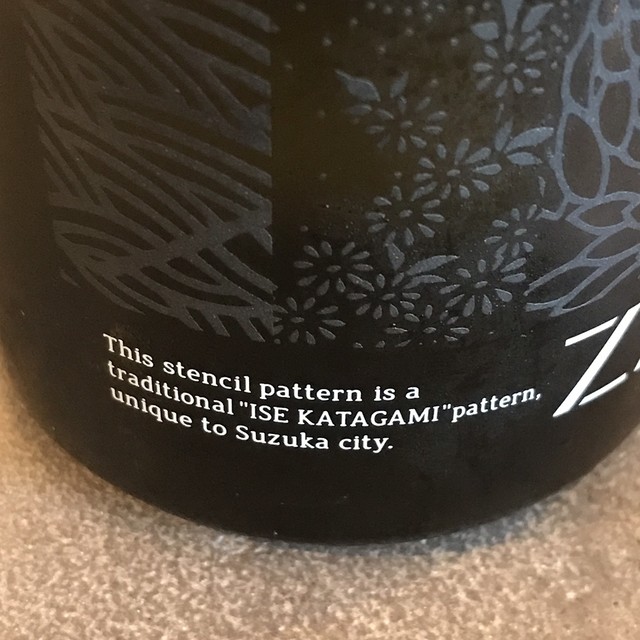 This stencil pattern is a
traditional "ISE KATAGAMI"pattern,
unique to Suzuka city.